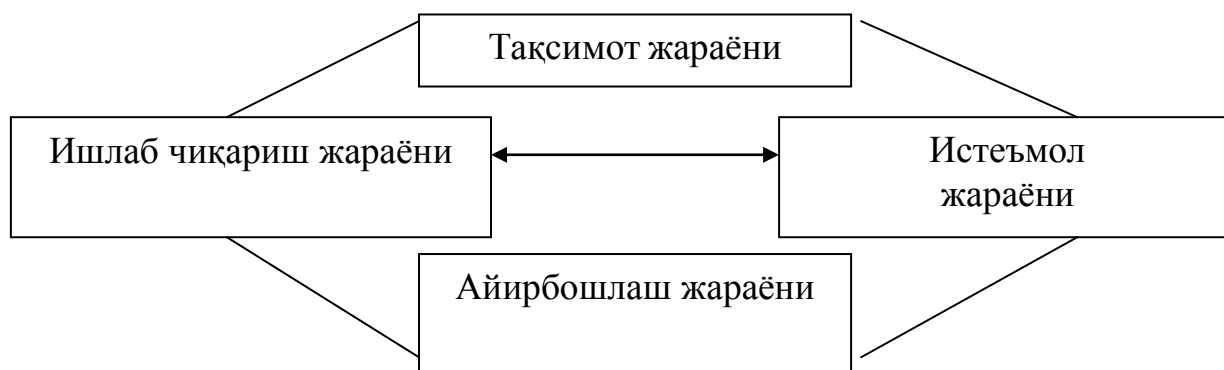 Тақсимот жараёни
Ишлаб чиқариш жараёни
Истеъмол
жараёни
Айирбошлаш жараёни